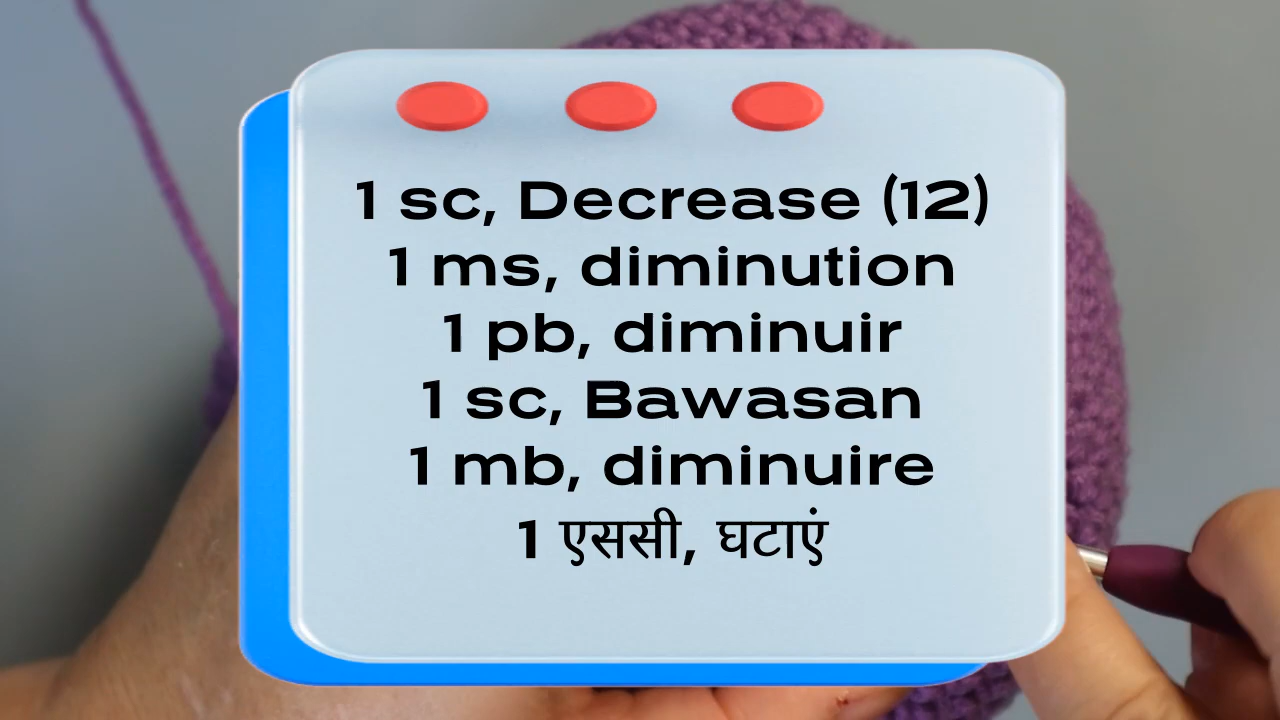 1 sc, Decrease (12)
1 ms, diminution
1 pb, diminuir
1 sc, Bawasan
1 mb, diminuire
1 एससी, घटाएं